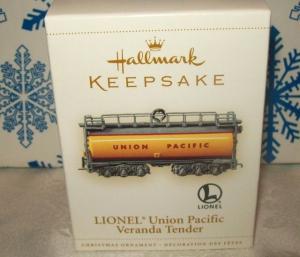 Hallmark
KEEPSAKE
UNION PACIFIC
LIONEL
LIONEL® Union Pacific
Veranda Tender
CHRISTMAS ORNAMENT • DÉCORATION DES FÊTES